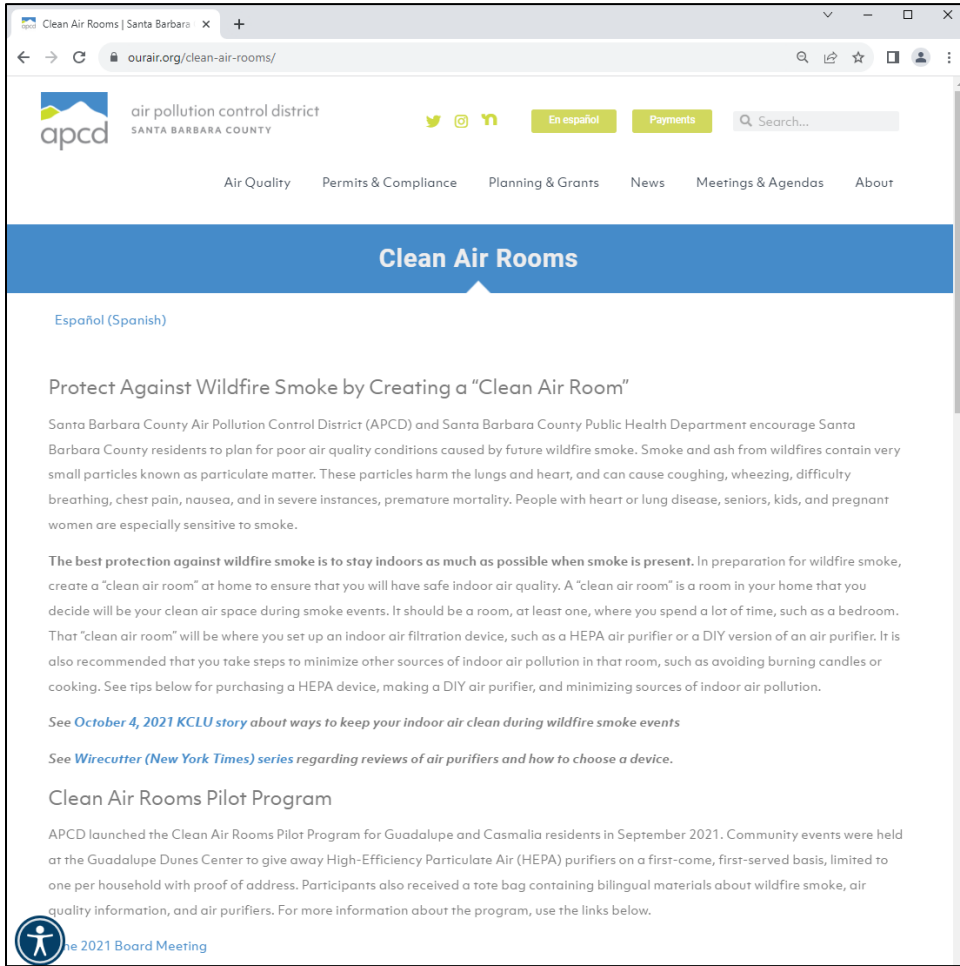 Clean Air Rooms | Santa Barbara
ourair.org/clean-air-rooms/
apcd
air pollution control district
SANTA BARBARA COUNTY
En español
Payments
Search...
Air Quality Permits & Compliance Planning & Grants News Meetings & Agendas About
Clean Air Rooms
Español (Spanish)
Protect Against Wildfire Smoke by Creating a “Clean Air Room”
Santa Barbara County Air Pollution Control District (APCD) and Santa Barbara County Public Health Department encourage Santa
Barbara County residents to plan for poor air quality conditions caused by future wildfire smoke. Smoke and ash from wildfires contain very
small particles known as particulate matter. These particles harm the lungs and heart, and can cause coughing, wheezing, difficulty
breathing, chest pain, nausea, and in severe instances, premature mortality. People with heart or lung disease, seniors, kids, and pregnant
women are especially sensitive to smoke.
The best protection against wildfire smoke is to stay indoors as much as possible when smoke is present. In preparation for wildfire smoke,
create a “clean air room” at home to ensure that you will have safe indoor air quality. A “clean air room” is a room in your home that you
decide will be your clean air space during smoke events. It should be a room, at least one, where you spend a lot of time, such as a bedroom.
That “clean air room” will be where you set up an indoor air filtration device, such as a HEPA air purifier or a DIY version of an air purifier. It is
also recommended that you take steps to minimize other sources of indoor air pollution in that room, such as avoiding burning candles or
cooking. See tips below for purchasing a HEPA device, making a DIY air purifier, and minimizing sources of indoor air pollution.
See October 4, 2021 KCLU story about ways to keep your indoor air clean during wildfire smoke events
See Wirecutter (New York Times) series regarding reviews of air purifiers and how to choose a device.
Clean Air Rooms Pilot Program
APCD launched the Clean Air Rooms Pilot Program for Guadalupe and Casmalia residents in September 2021. Community events were held
at the Guadalupe Dunes Center to give away High-Efficiency Particulate Air (HEPA) purifiers on a first-come, first-served basis, limited to
one per household with proof of address. Participants also received a tote bag containing bilingual materials about wildfire smoke, air
quality information, and air purifiers. For more information about the program, use the links below.
2021 Board Meeting